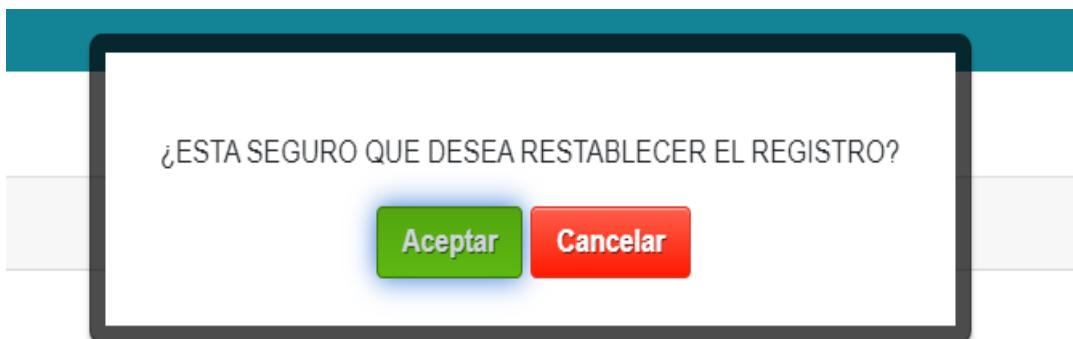 ¿ESTA SEGURO QUE DESEA RESTABLECER EL REGISTRO?
Aceptar Cancelar